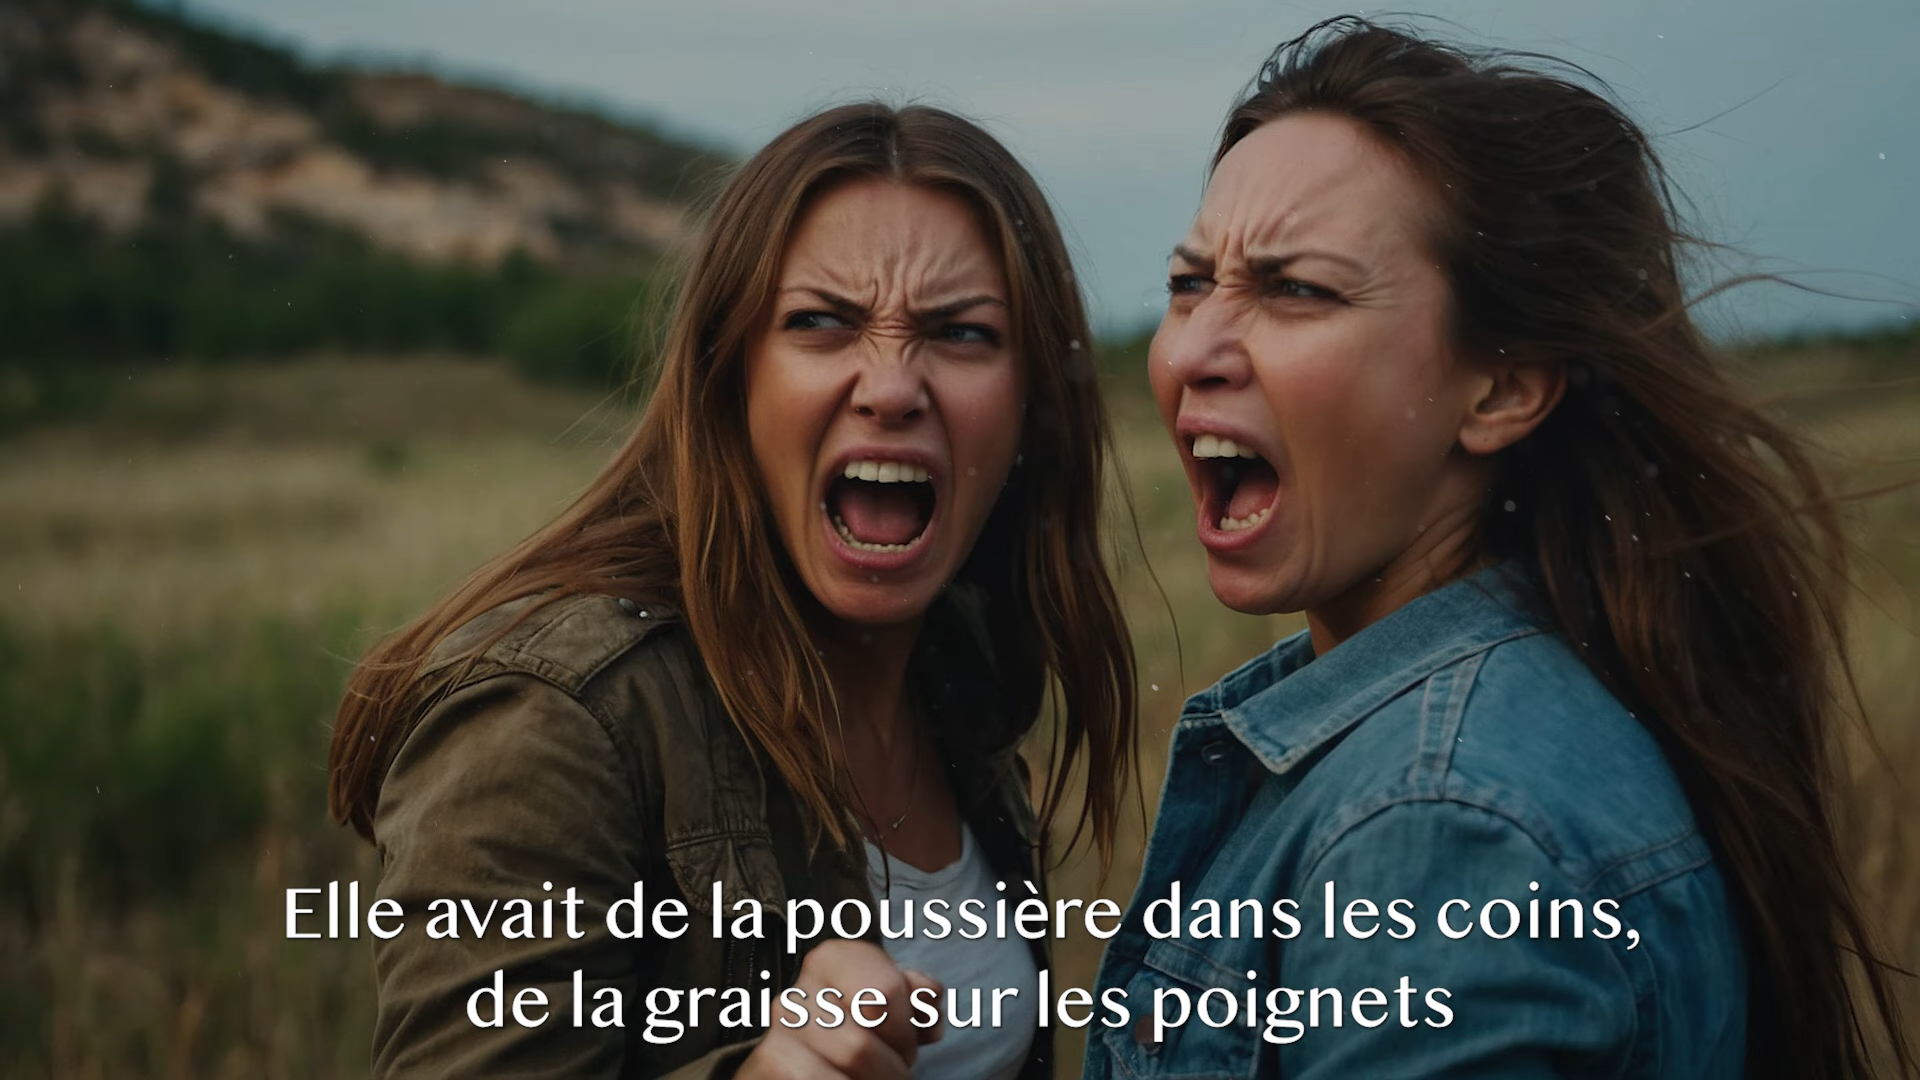 Elle avait de la poussière dans les coins,
de la graisse sur les poignets